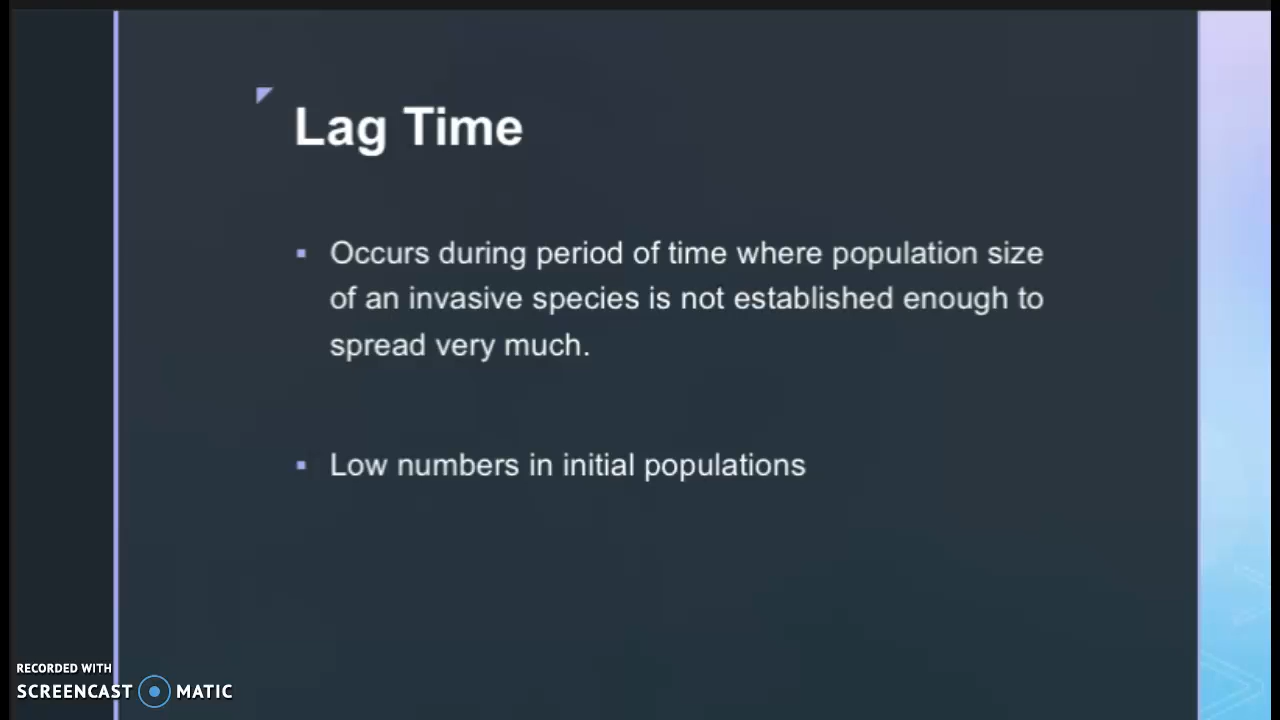 Lag Time
▪ Occurs during period of time where population size
of an invasive species is not established enough to
spread very much.
▪ Low numbers in initial populations
RECORDED WITH
SCREENCAST MATIC